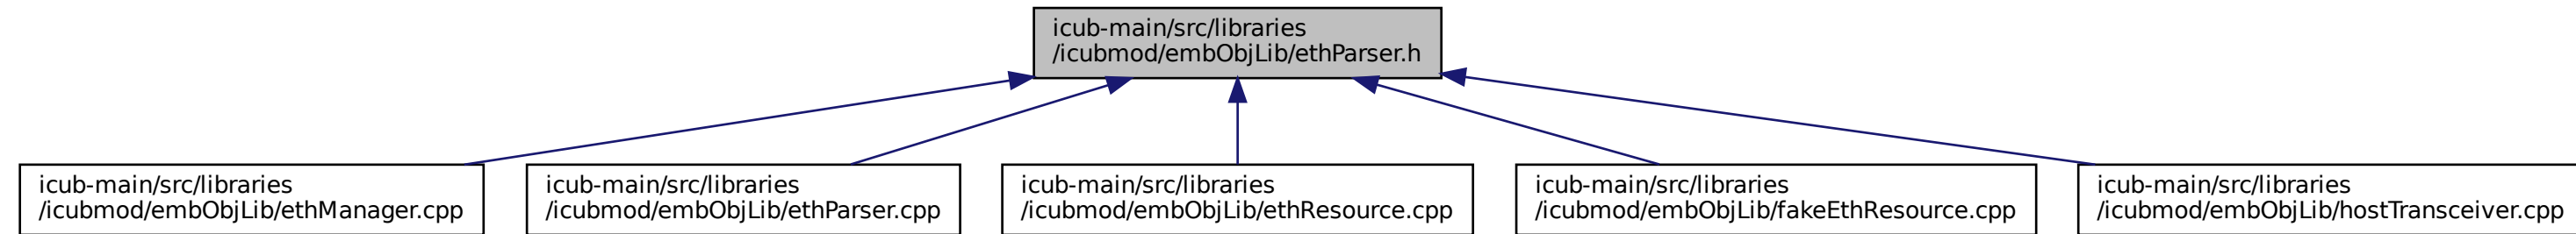 icub-main/src/libraries
/icubmod/embObjLib/ethParser.h
icub-main/src/libraries
/icubmod/embObjLib/ethManager.cpp
icub-main/src/libraries
/icubmod/embObjLib/ethParser.cpp
icub-main/src/libraries
/icubmod/embObjLib/ethResource.cpp
icub-main/src/libraries
/icubmod/embObjLib/fakeEthResource.cpp
icub-main/src/libraries
/icubmod/embObjLib/hostTransceiver.cpp